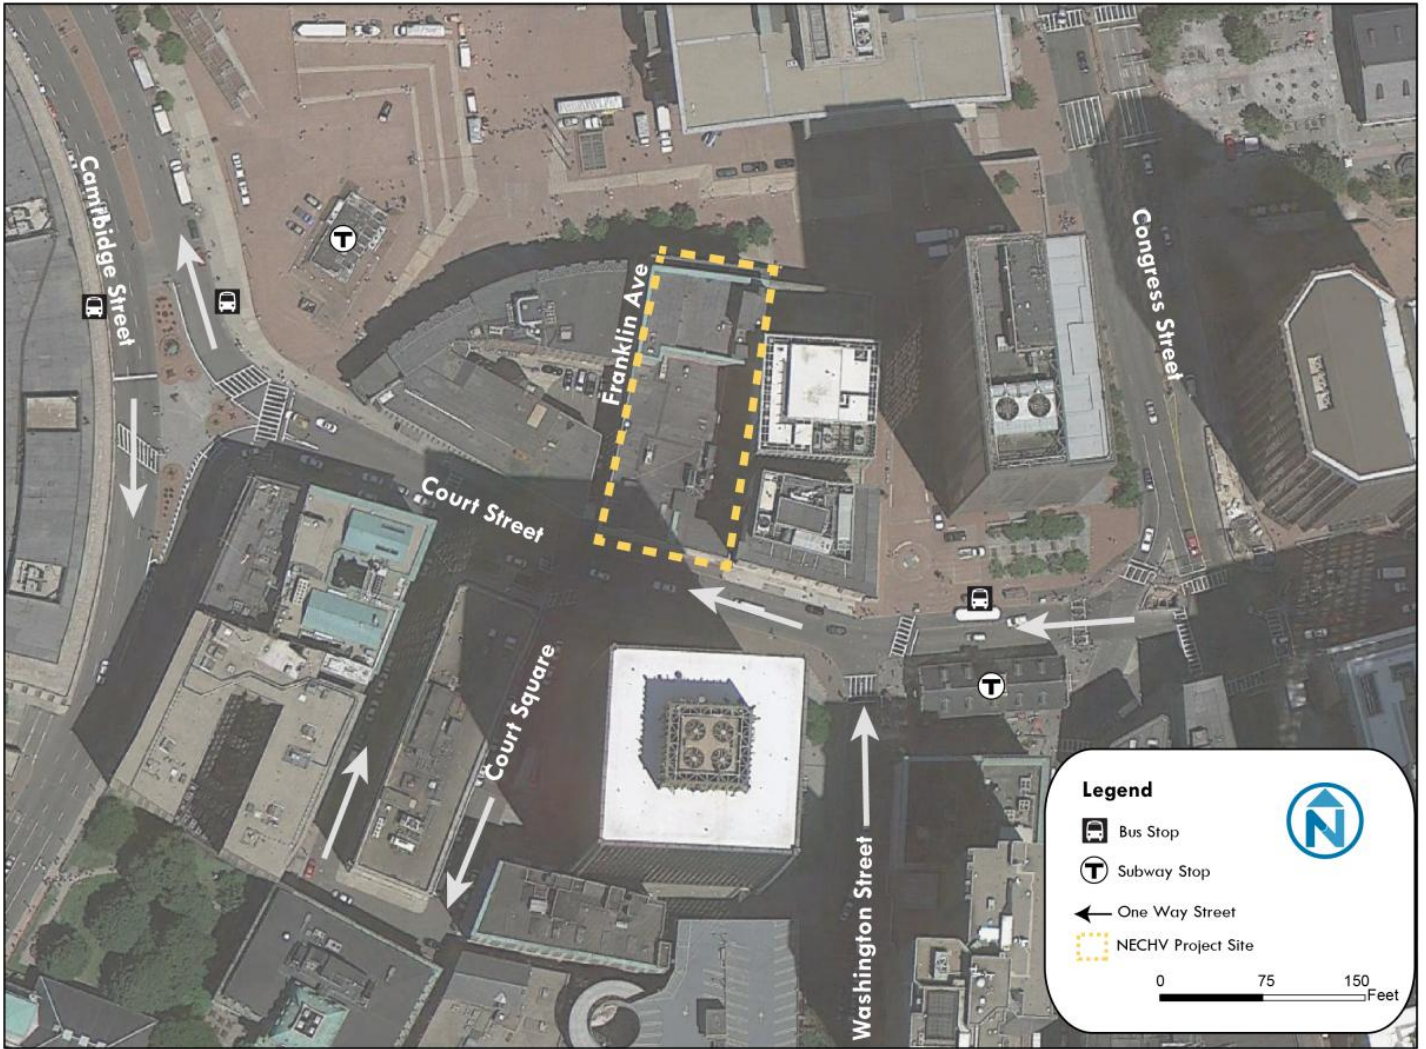 Camrbidge Street
T
Franklin Ave
Congress Street
Court Street
Court Square
T
Washington Street
Legend
Bus Stop
T
Subway Stop
One Way Street
NECHV Project Site
N
0 75 150
Feet